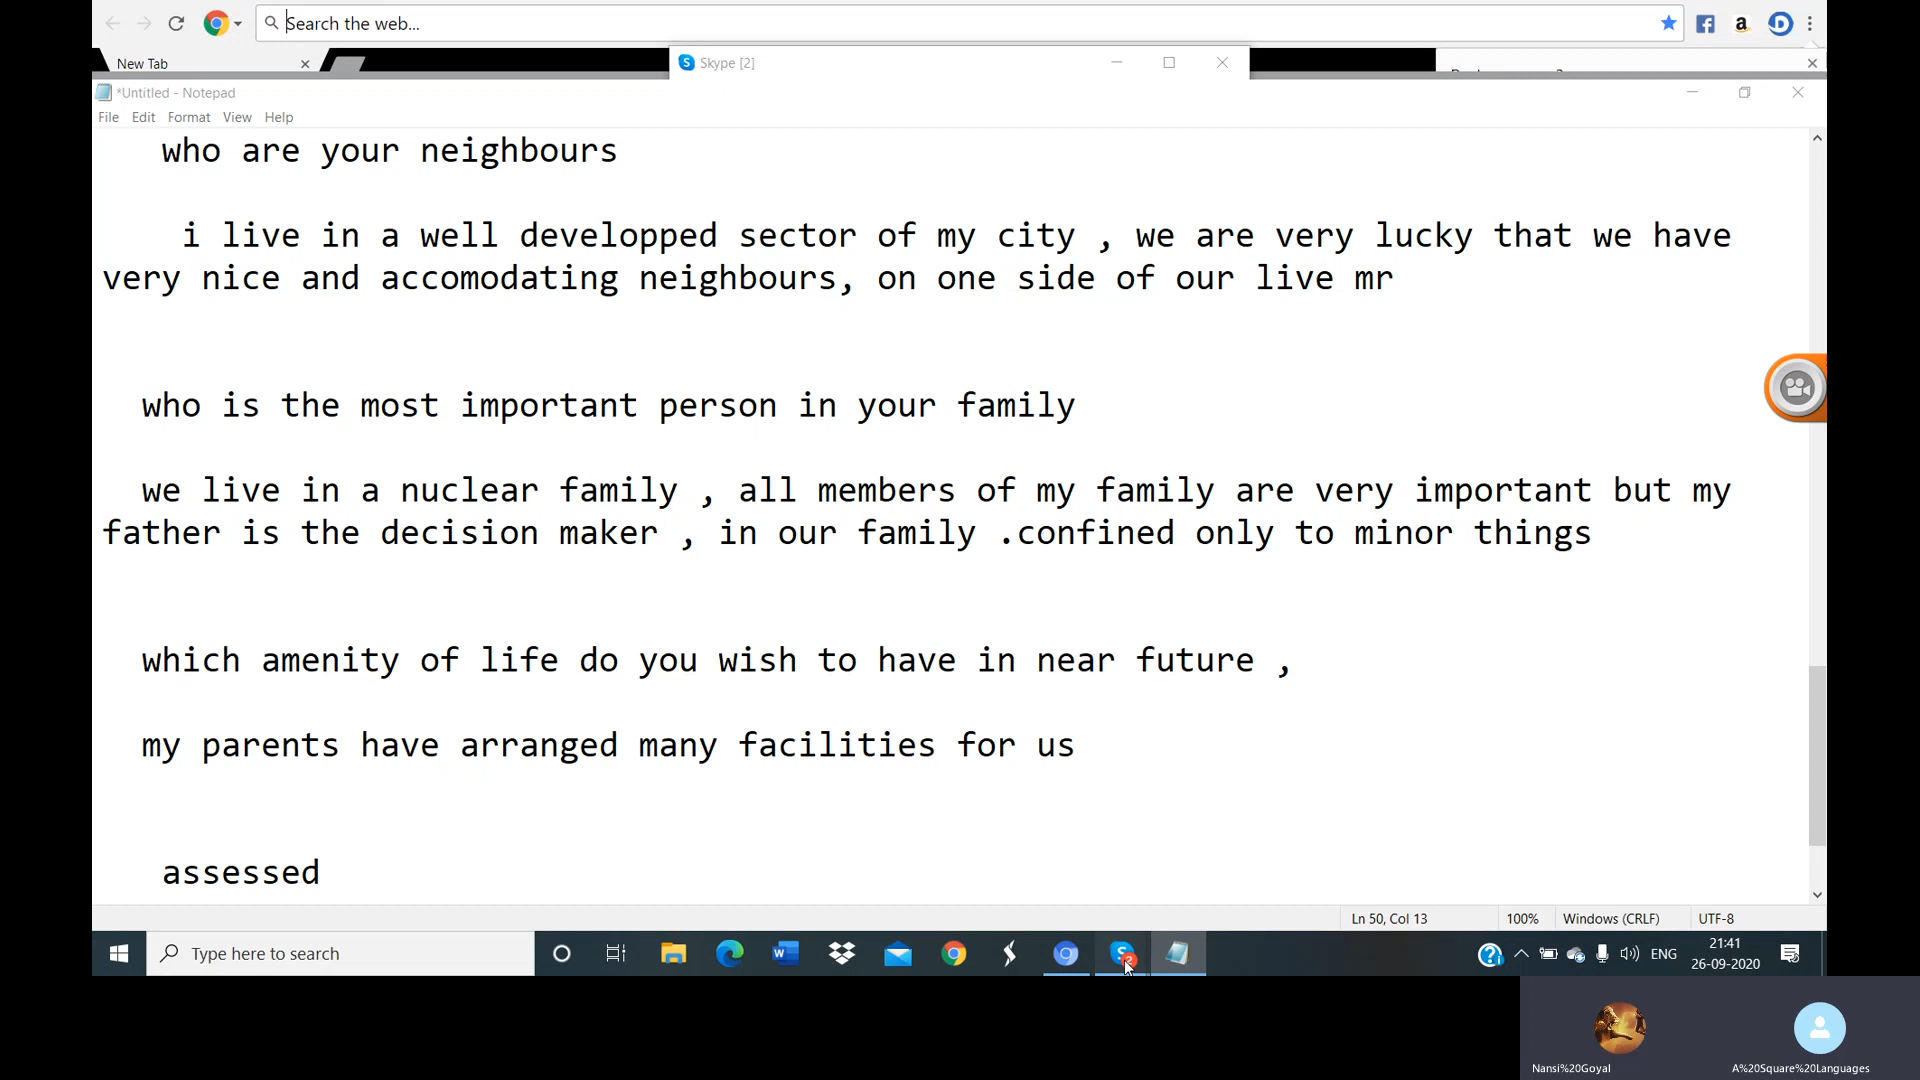 Search the web...
New Tab
Skype [2]
*Untitled - Notepad
File Edit Format View Help
who are your neighbours
i live in a well developped sector of my city , we are very lucky that we have
very nice and accomodating neighbours, on one side of our live mr
who is the most important person in your family
we live in a nuclear family , all members of my family are very important but my
father is the decision maker , in our family .confined only to minor things
which amenity of life do you wish to have in near future ,
my parents have arranged many facilities for us
assessed
Ln 50, Col 13 100% Windows (CRLF) UTF-8
Type here to search
ENG
21:41
26-09-2020
Nansi%20Goyal
A%20Square%20Languages